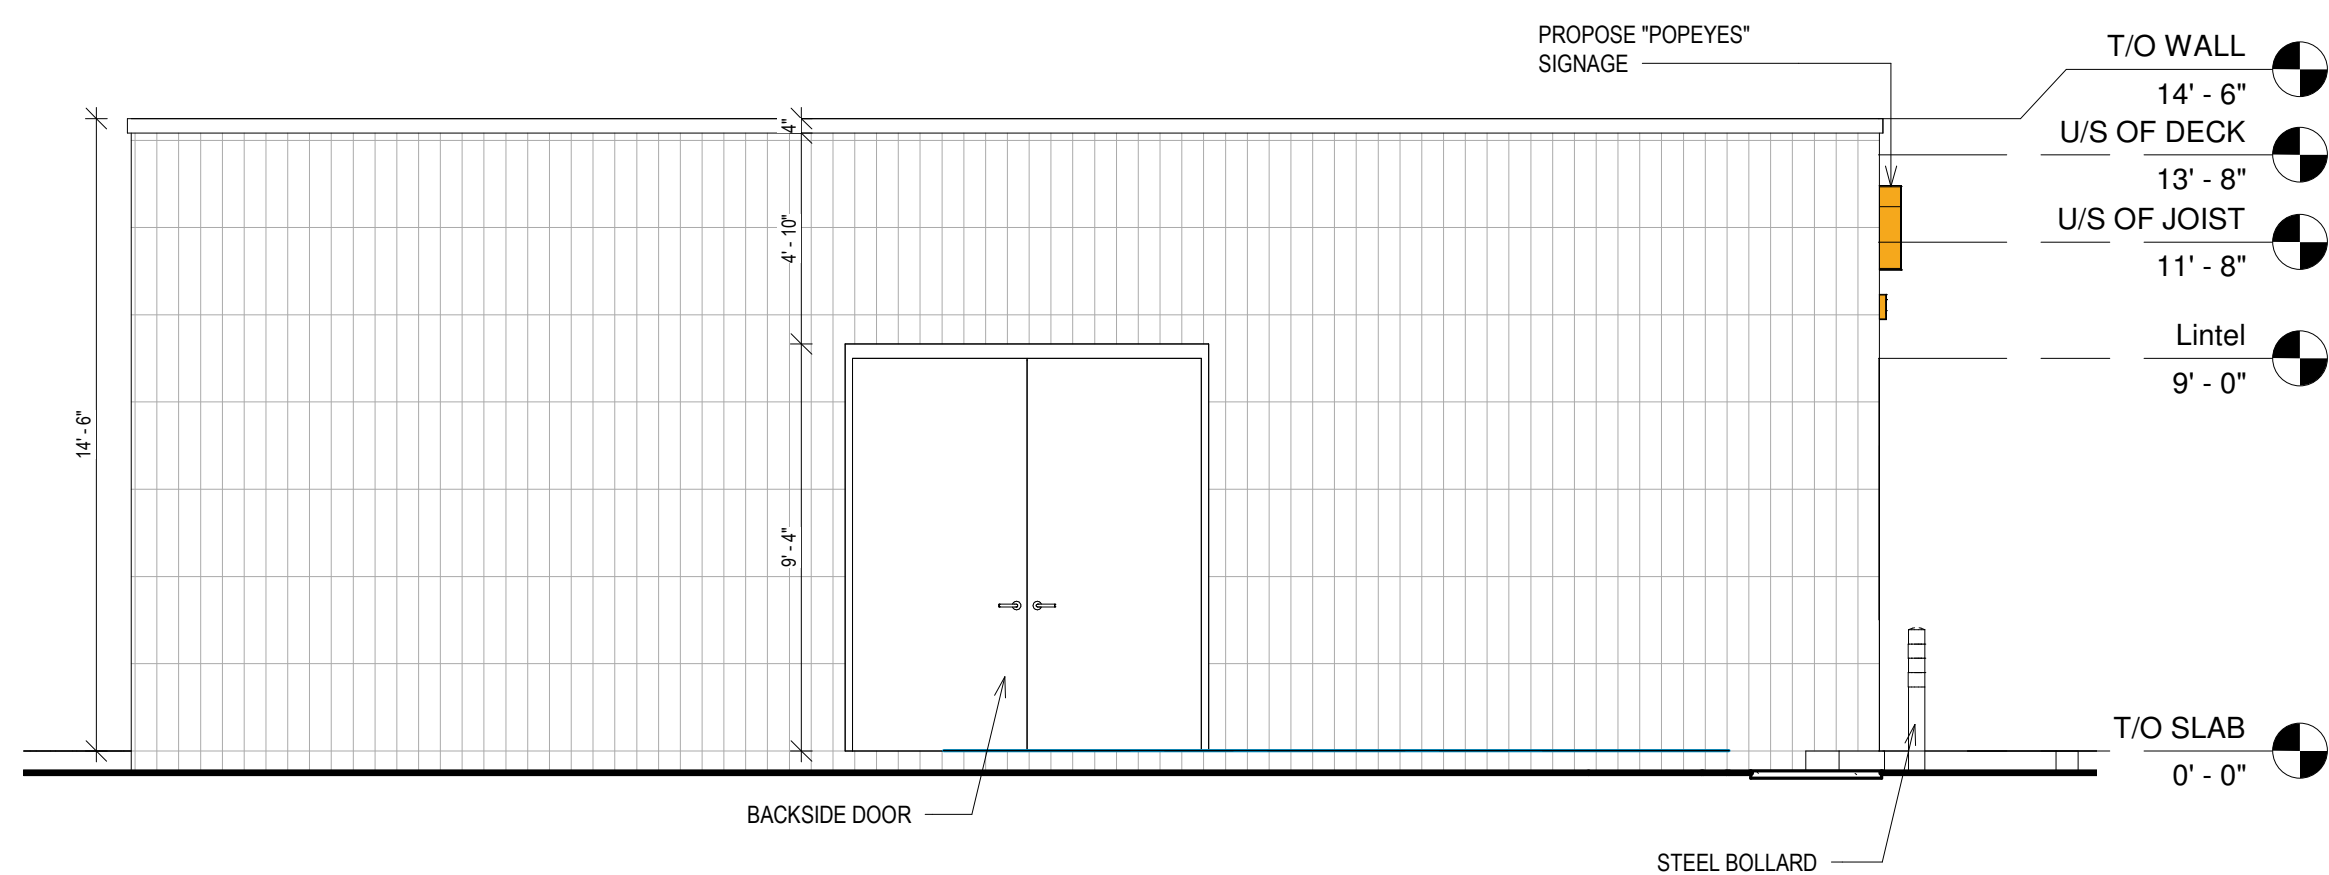 PROPOSE "POPEYES"
SIGNAGE
T/O WALL
14' - 6"
U/S OF DECK
13' - 8"
U/S OF JOIST
11' - 8"
Lintel
9' - 0"
T/O SLAB
0' - 0"
14' - 6"
4"
4' - 10"
9' - 4"
BACKSIDE DOOR
STEEL BOLLARD